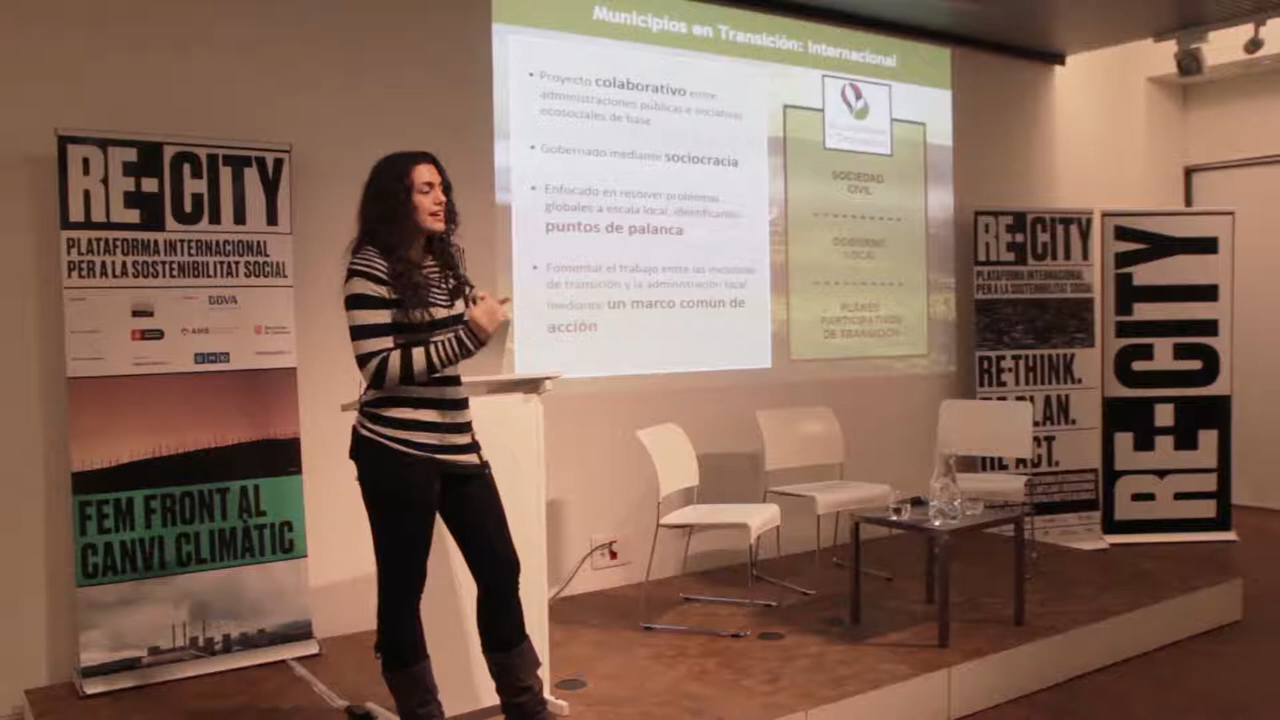 RE-CITY
PLATAFORMA INTERNACIONAL
PER A LA SOSTENIBILITAT SOCIAL
BBVA
AMB
FEM FRONT AL
CANVI CLIMÀTIC
Municipios en Transición: Internacional
• Proyecto colaborativo entre
administraciones públicas e iniciativas
ecosociales de base
• Gobernado mediante sociocracia
• Enfocado en resolver problemas
globales a escala local, identificando
puntos de palanca
• Fomentar el trabajo entre las iniciativas
de transición y la administración local
mediante un marco común de
acción
SOCIEDAD
CIVIL
GOBIERNO
LOCAL
PLANES
PARTICIPATIVOS
DE TRANSICIÓN
RE-CITY
PLATAFORMA INTERNACIONAL
PER A LA SOSTENIBILITAT SOCIAL
RE-THINK.
PLAN.
RE-ACT.
RE-CITY